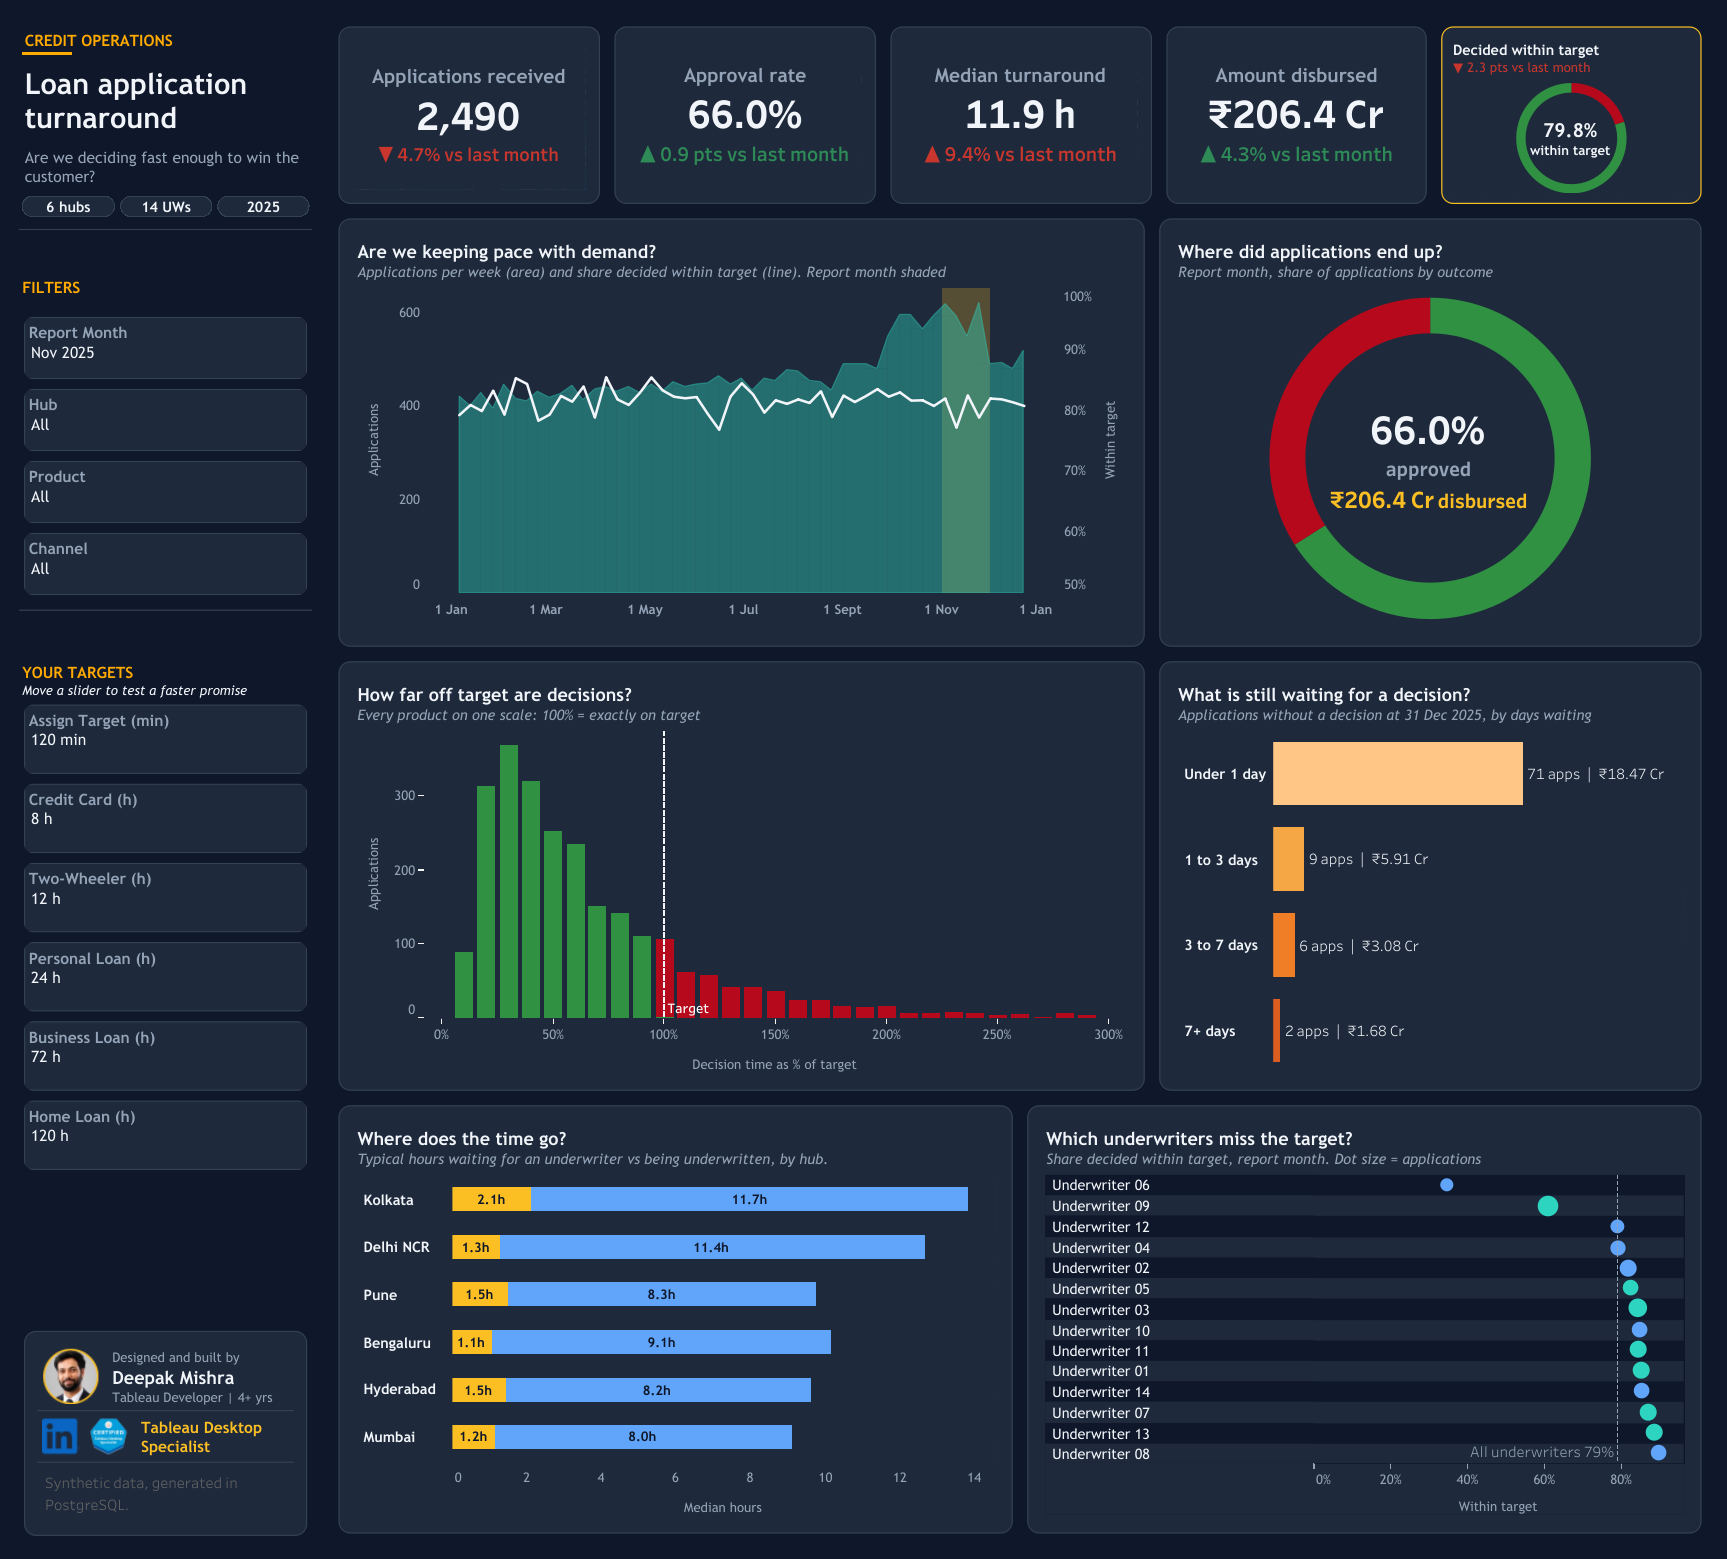 CREDIT OPERATIONS
Loan application
turnaround
Are we deciding fast enough to win the
customer?
6 hubs
14 UWs
2025
FILTERS
Report Month
Nov 2025
Hub
All
Product
All
Channel
All
YOUR TARGETS
Move a slider to test a faster promise
Assign Target (min)
120 min
Credit Card (h)
8 h
Two-Wheeler (h)
12 h
Personal Loan (h)
24 h
Business Loan (h)
72 h
Home Loan (h)
120 h
Designed and built by
Deepak Mishra
Tableau Developer | 4+ yrs
in
CERTIFIED
Tableau Desktop
Specialist
Synthetic data, generated in
PostgreSQL.
Applications received
2,490
▼ 4.7% vs last month
Approval rate
66.0%
▲ 0.9 pts vs last month
Median turnaround
11.9 h
▲ 9.4% vs last month
Amount disbursed
₹206.4 Cr
▲ 4.3% vs last month
Decided within target
▼ 2.3 pts vs last month
79.8%
within target
Are we keeping pace with demand?
Applications per week (area) and share decided within target (line). Report month shaded
600
400
200
0
Applications
100%
90%
80%
70%
60%
50%
Within target
1 Jan
1 Mar
1 May
1 Jul
1 Sept
1 Nov
1 Jan
Where did applications end up?
Report month, share of applications by outcome
66.0%
approved
₹206.4 Cr disbursed
How far off target are decisions?
Every product on one scale: 100% = exactly on target
300
200
100
0
Applications
Target
0%
50%
100%
150%
200%
250%
300%
Decision time as % of target
What is still waiting for a decision?
Applications without a decision at 31 Dec 2025, by days waiting
Under 1 day
71 apps | ₹18.47 Cr
1 to 3 days
9 apps | ₹5.91 Cr
3 to 7 days
6 apps | ₹3.08 Cr
7+ days
2 apps | ₹1.68 Cr
Where does the time go?
Typical hours waiting for an underwriter vs being underwritten, by hub.
Kolkata 2.1h 11.7h
Delhi NCR 1.3h 11.4h
Pune 1.5h 8.3h
Bengaluru 1.1h 9.1h
Hyderabad 1.5h 8.2h
Mumbai 1.2h 8.0h
0 2 4 6 8 10 12 14
Median hours
Which underwriters miss the target?
Share decided within target, report month. Dot size = applications
Underwriter 06
Underwriter 09
Underwriter 12
Underwriter 04
Underwriter 02
Underwriter 05
Underwriter 03
Underwriter 10
Underwriter 11
Underwriter 01
Underwriter 14
Underwriter 07
Underwriter 13
Underwriter 08
All underwriters 79%
0% 20% 40% 60% 80%
Within target